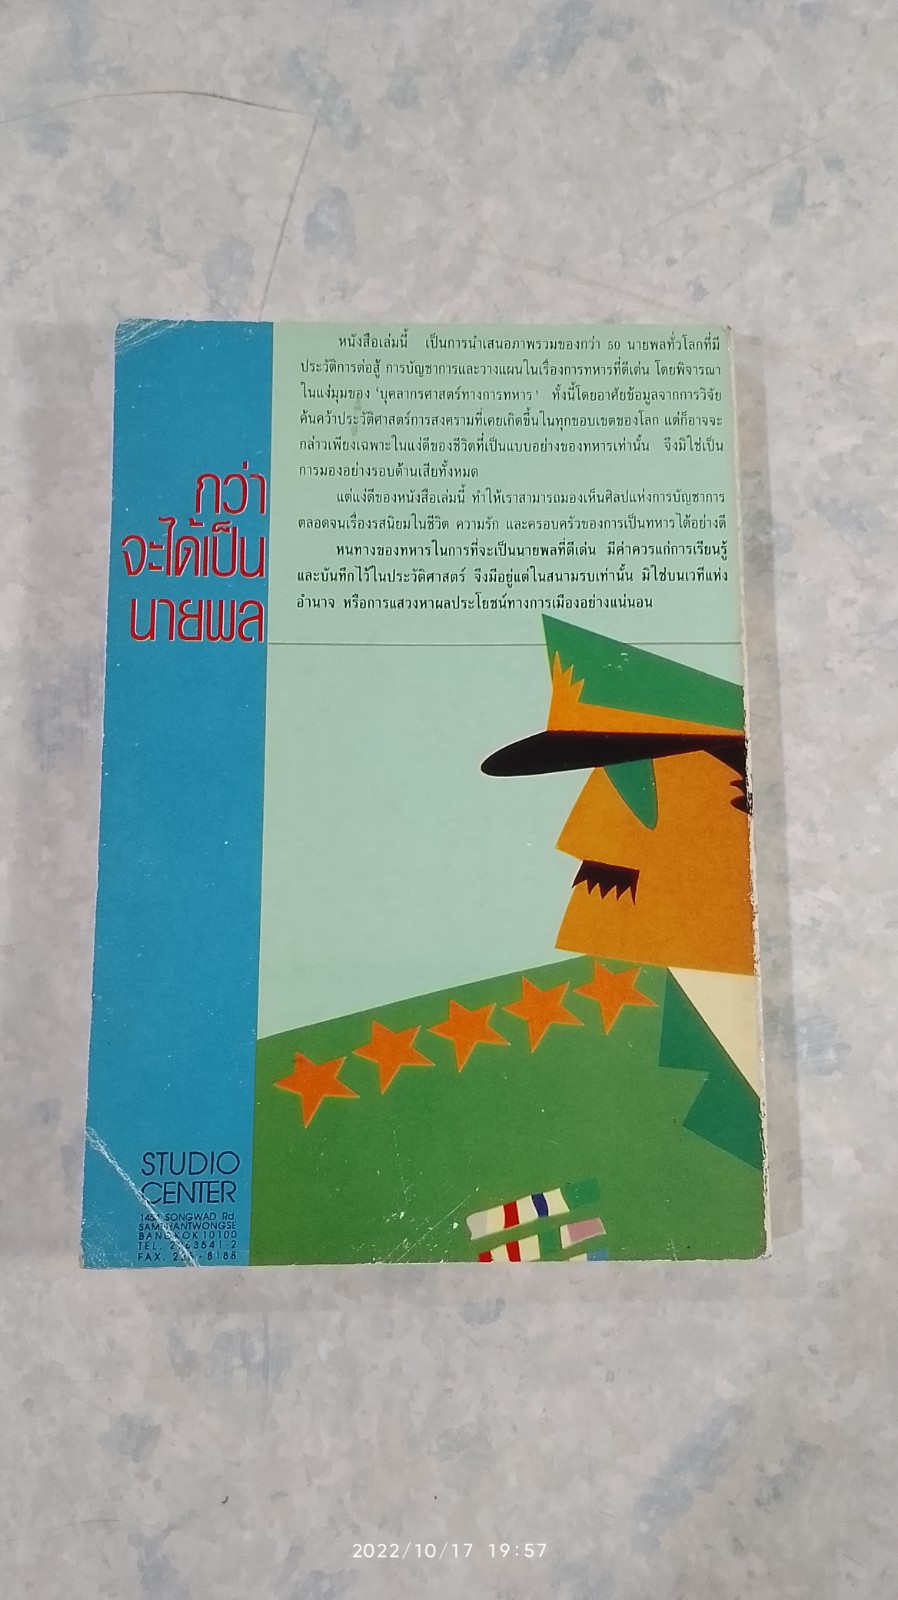 หนังสือเล่มนี้ เป็นการนำเสนอภาพรวมของกว่า 50 นายพลทั่วโลกที่มี
ประวัติการต่อสู้ การบัญชาการและวางแผนในเรื่องการทหารที่ดีเด่น โดยพิจารณา
ในแง่มุมของ 'บุคลากรศาสตร์ทางการทหาร' ทั้งนี้โดยอาศัยข้อมูลจากการวิจัย
ค้นคว้าประวัติศาสตร์การสงครามที่เคยเกิดขึ้นในทุกขอบเขตของโลก แต่ก็อาจจะ
กล่าวเพียงเฉพาะในแง่ดีของชีวิตที่เป็นแบบอย่างของทหารเท่านั้น จึงมิใช่เป็น
การมองอย่างรอบด้านเสียทั้งหมด
แต่แง่ดีของหนังสือเล่มนี้ ทำให้เราสามารถมองเห็นศิลปแห่งการบัญชาการ
ตลอดจนเรื่องรสนิยมในชีวิต ความรัก และครอบครัวของการเป็นทหารได้อย่างดี
หนทางของทหารในการที่จะเป็นนายพลที่ดีเด่น มีค่าควรแก่การเรียนรู้
และบันทึกไว้ในประวัติศาสตร์ จึงมีอยู่แต่ในสนามรบเท่านั้น มิใช่บนเวทีแห่ง
อำนาจ หรือการแสวงหาผลประโยชน์ทางการเมืองอย่างแน่นอน
กว่า
จะได้เป็น
นายพล
STUDIO
CENTER
SONGWAD Rd.
SAMPHANTWONGSE
BANGKOK 10100
TEL.
FAX.
2022/10/17 19:57